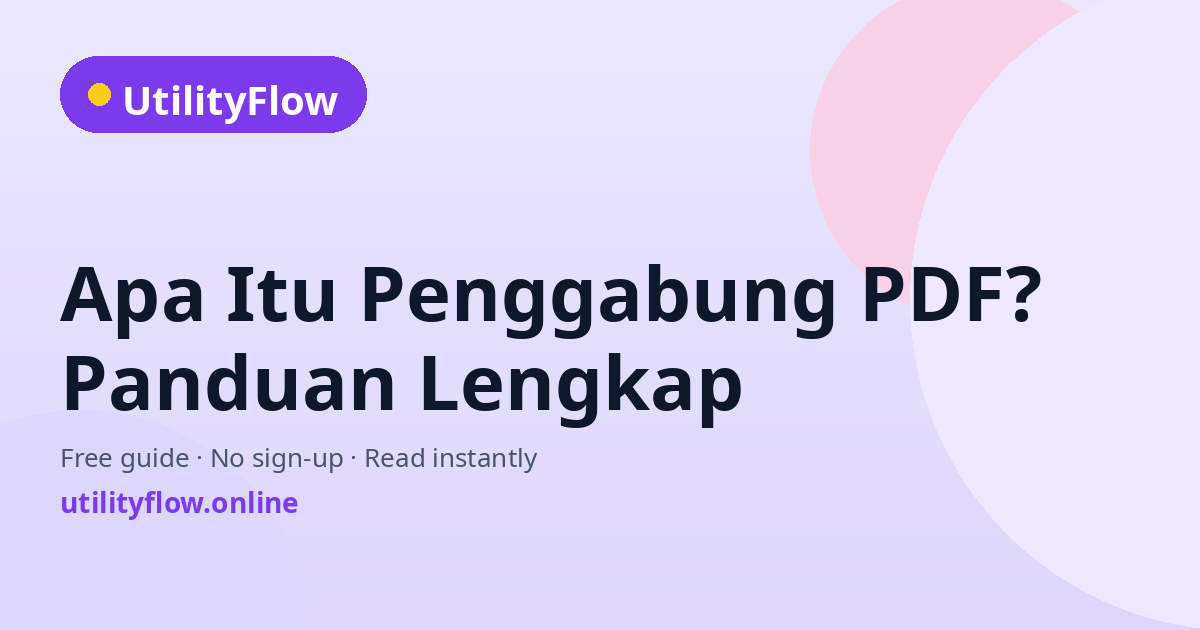 UtilityFlow
Apa Itu Penggabung PDF?
Panduan Lengkap
Free guide · No sign-up · Read instantly
utilityflow.online